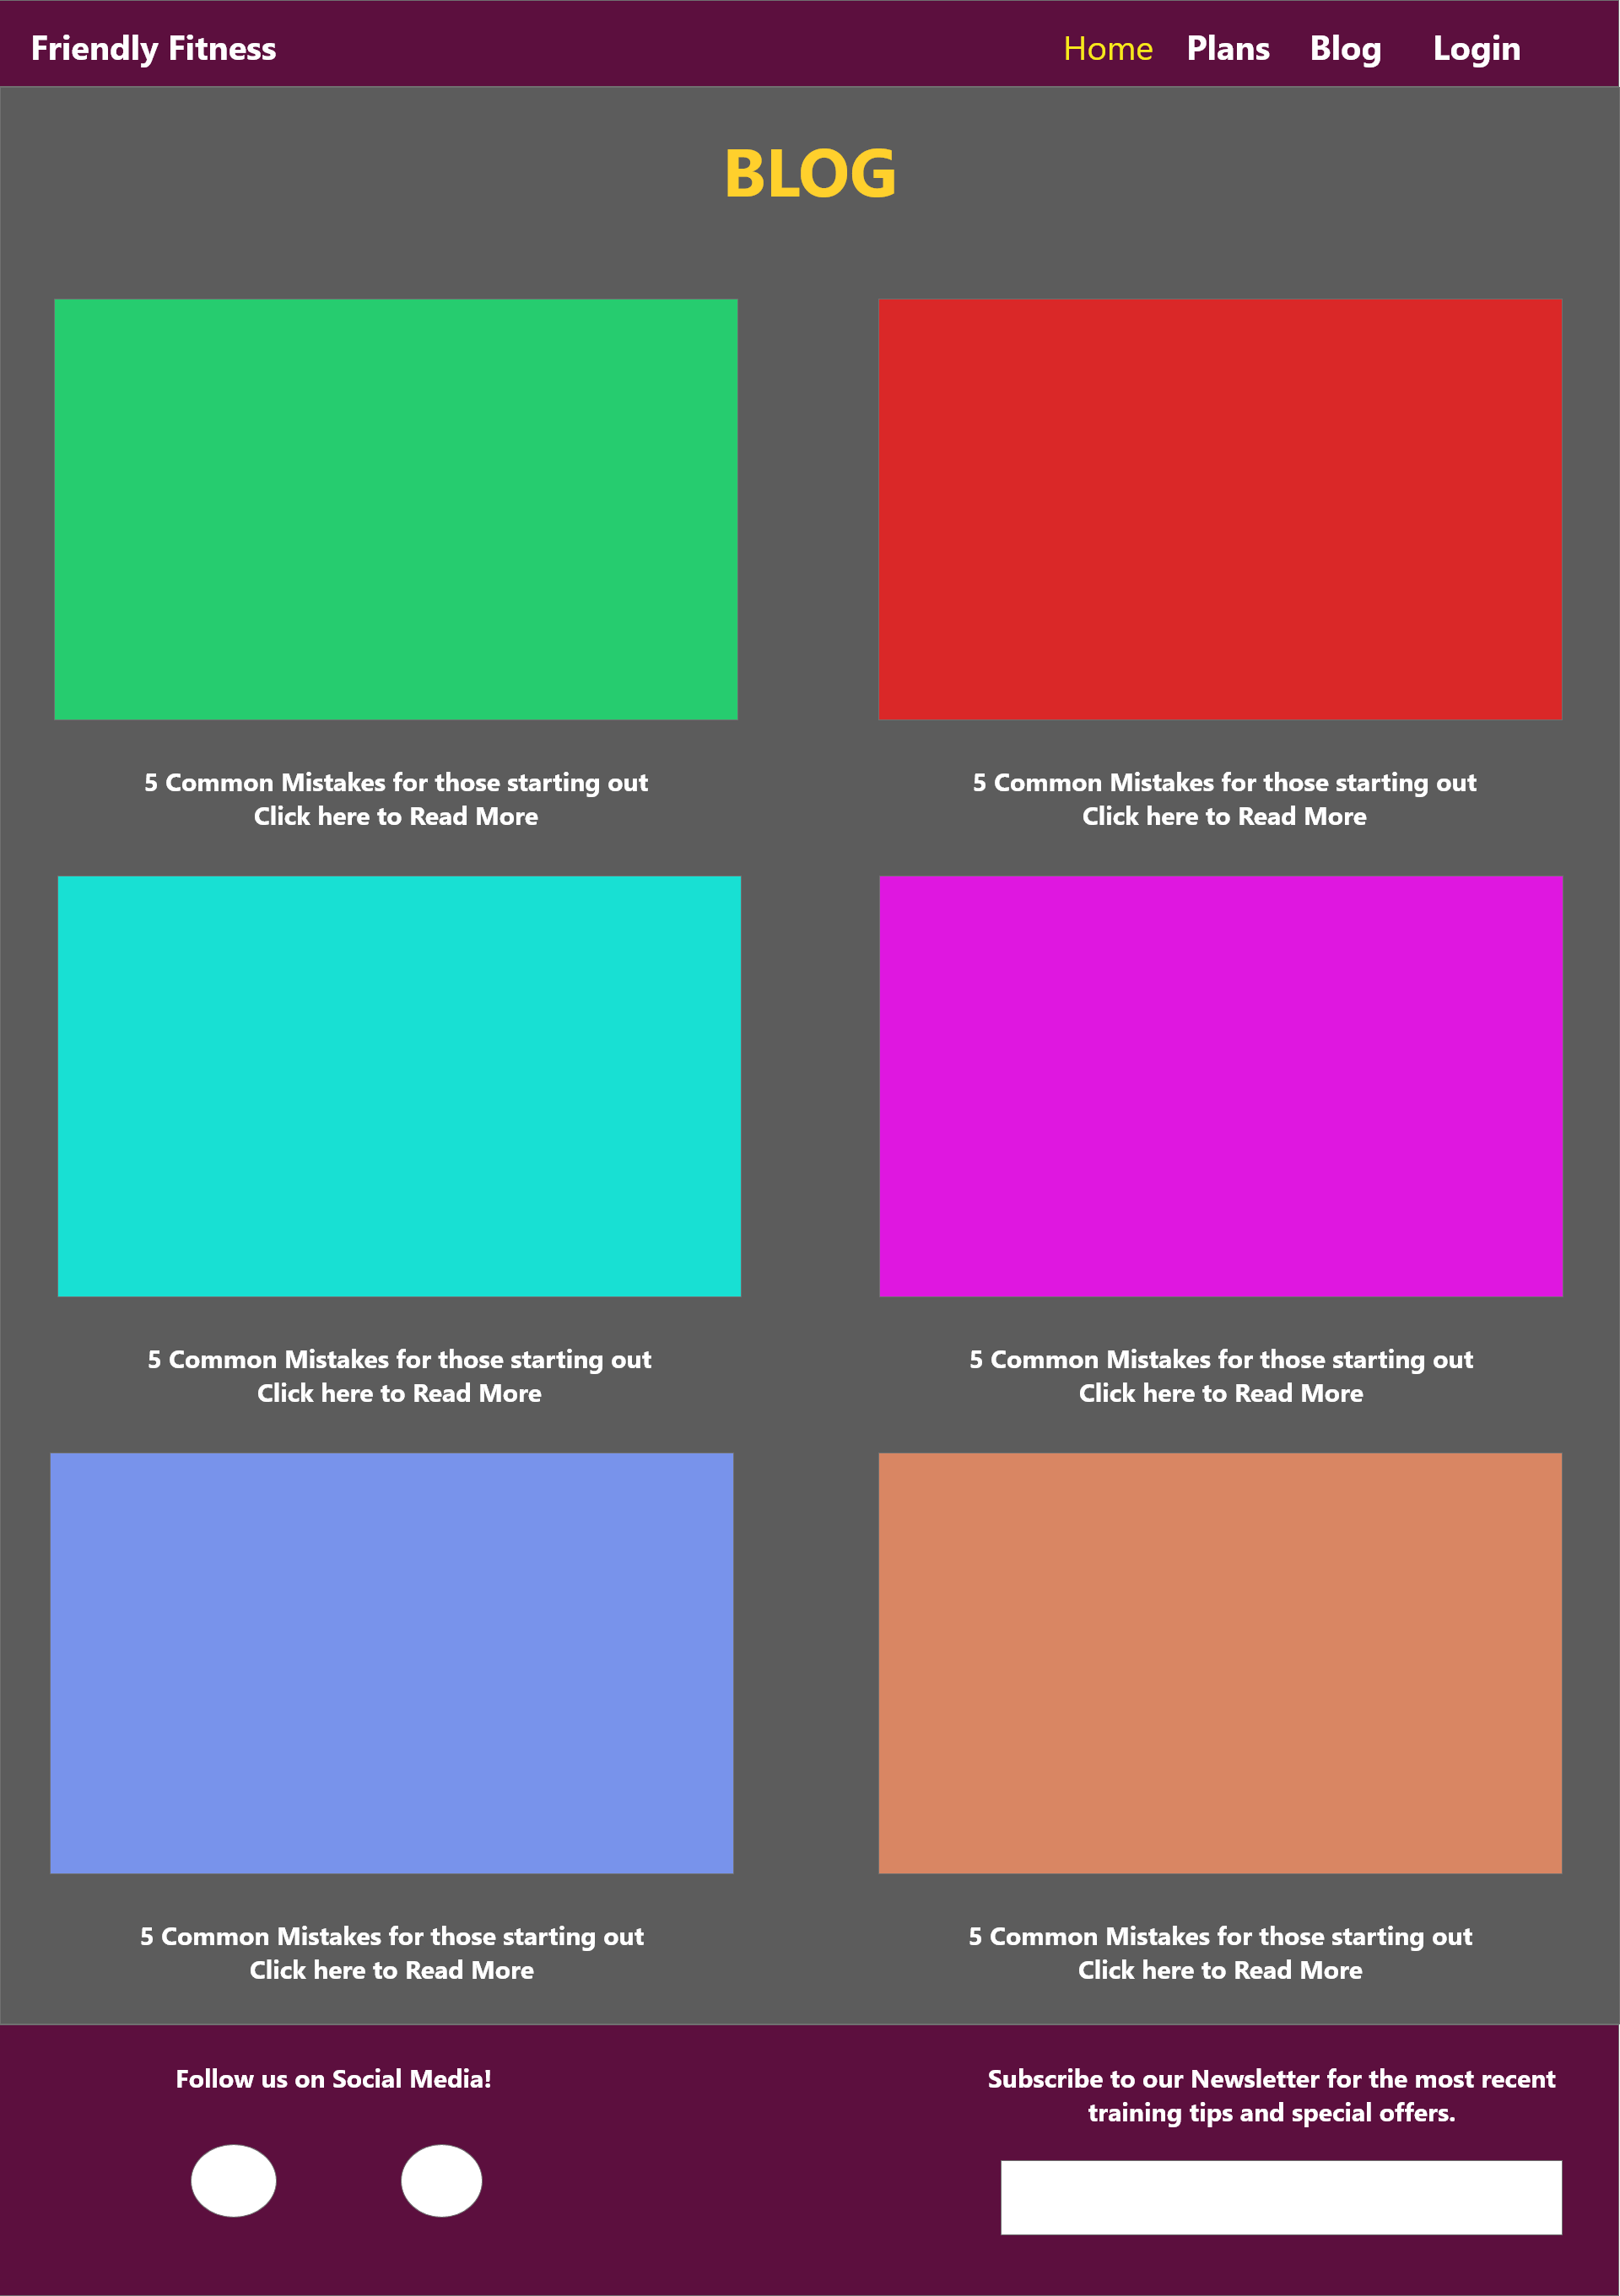 Friendly Fitness
Home Plans Blog Login
BLOG
5 Common Mistakes for those starting out
Click here to Read More
5 Common Mistakes for those starting out
Click here to Read More
5 Common Mistakes for those starting out
Click here to Read More
5 Common Mistakes for those starting out
Click here to Read More
5 Common Mistakes for those starting out
Click here to Read More
5 Common Mistakes for those starting out
Click here to Read More
Follow us on Social Media!
Subscribe to our Newsletter for the most recent
training tips and special offers.